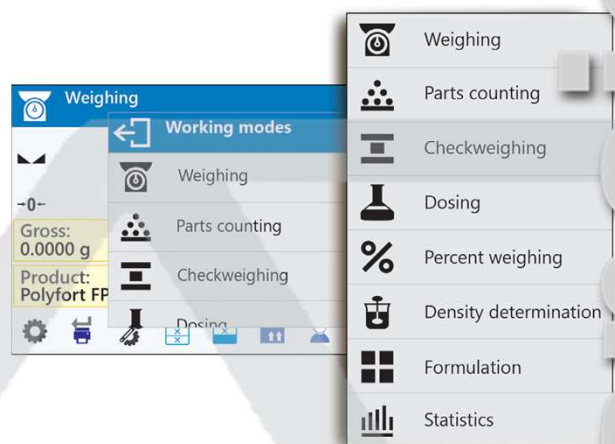 Weighing
Working modes
Weighing
→0←
Parts counting
Gross:
0.0000 g
Checkweighing
Product:
Polyfort FP
Dosing
Weighing
Parts counting
Checkweighing
Dosing
Percent weighing
Density determination
Formulation
Statistics